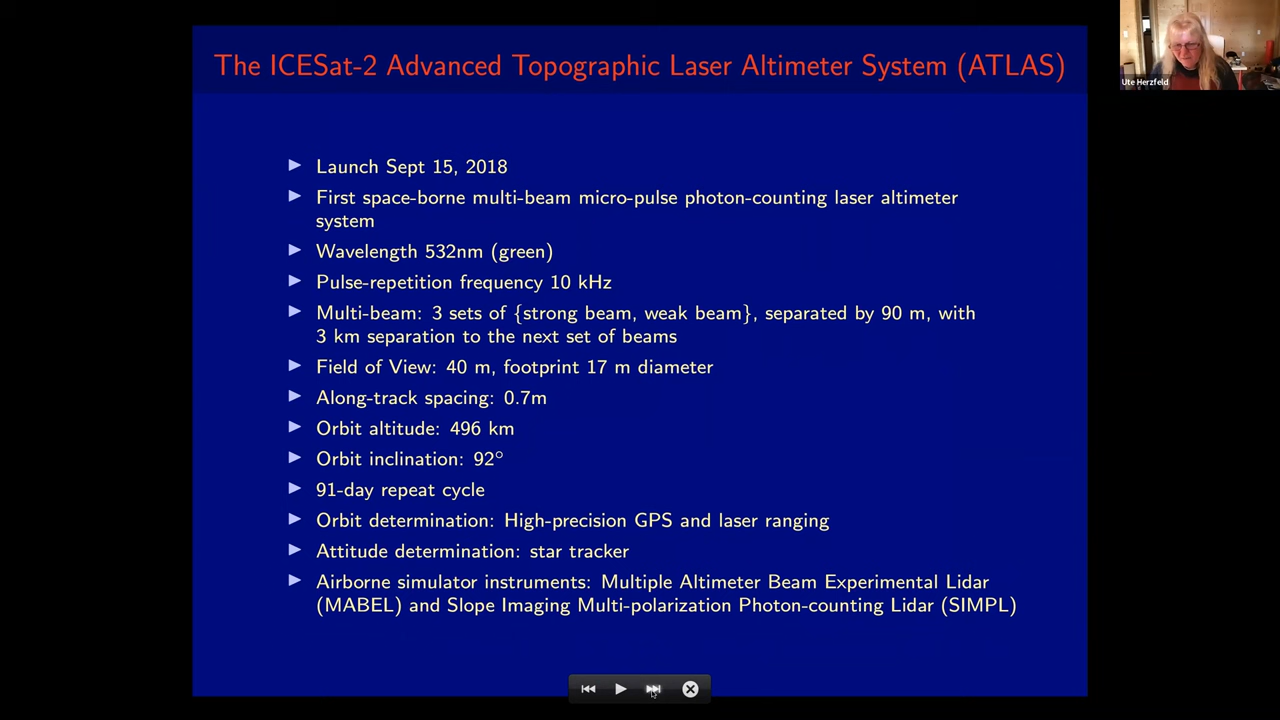 The ICESat-2 Advanced Topographic Laser Altimeter System (ATLAS)
Ute Herzfeld
Launch Sept 15, 2018
First space-borne multi-beam micro-pulse photon-counting laser altimeter
system
Wavelength 532nm (green)
Pulse-repetition frequency 10 kHz
Multi-beam: 3 sets of {strong beam, weak beam}, separated by 90 m, with
3 km separation to the next set of beams
Field of View: 40 m, footprint 17 m diameter
Along-track spacing: 0.7m
Orbit altitude: 496 km
Orbit inclination: 92°
91-day repeat cycle
Orbit determination: High-precision GPS and laser ranging
Attitude determination: star tracker
Airborne simulator instruments: Multiple Altimeter Beam Experimental Lidar
(MABEL) and Slope Imaging Multi-polarization Photon-counting Lidar (SIMPL)